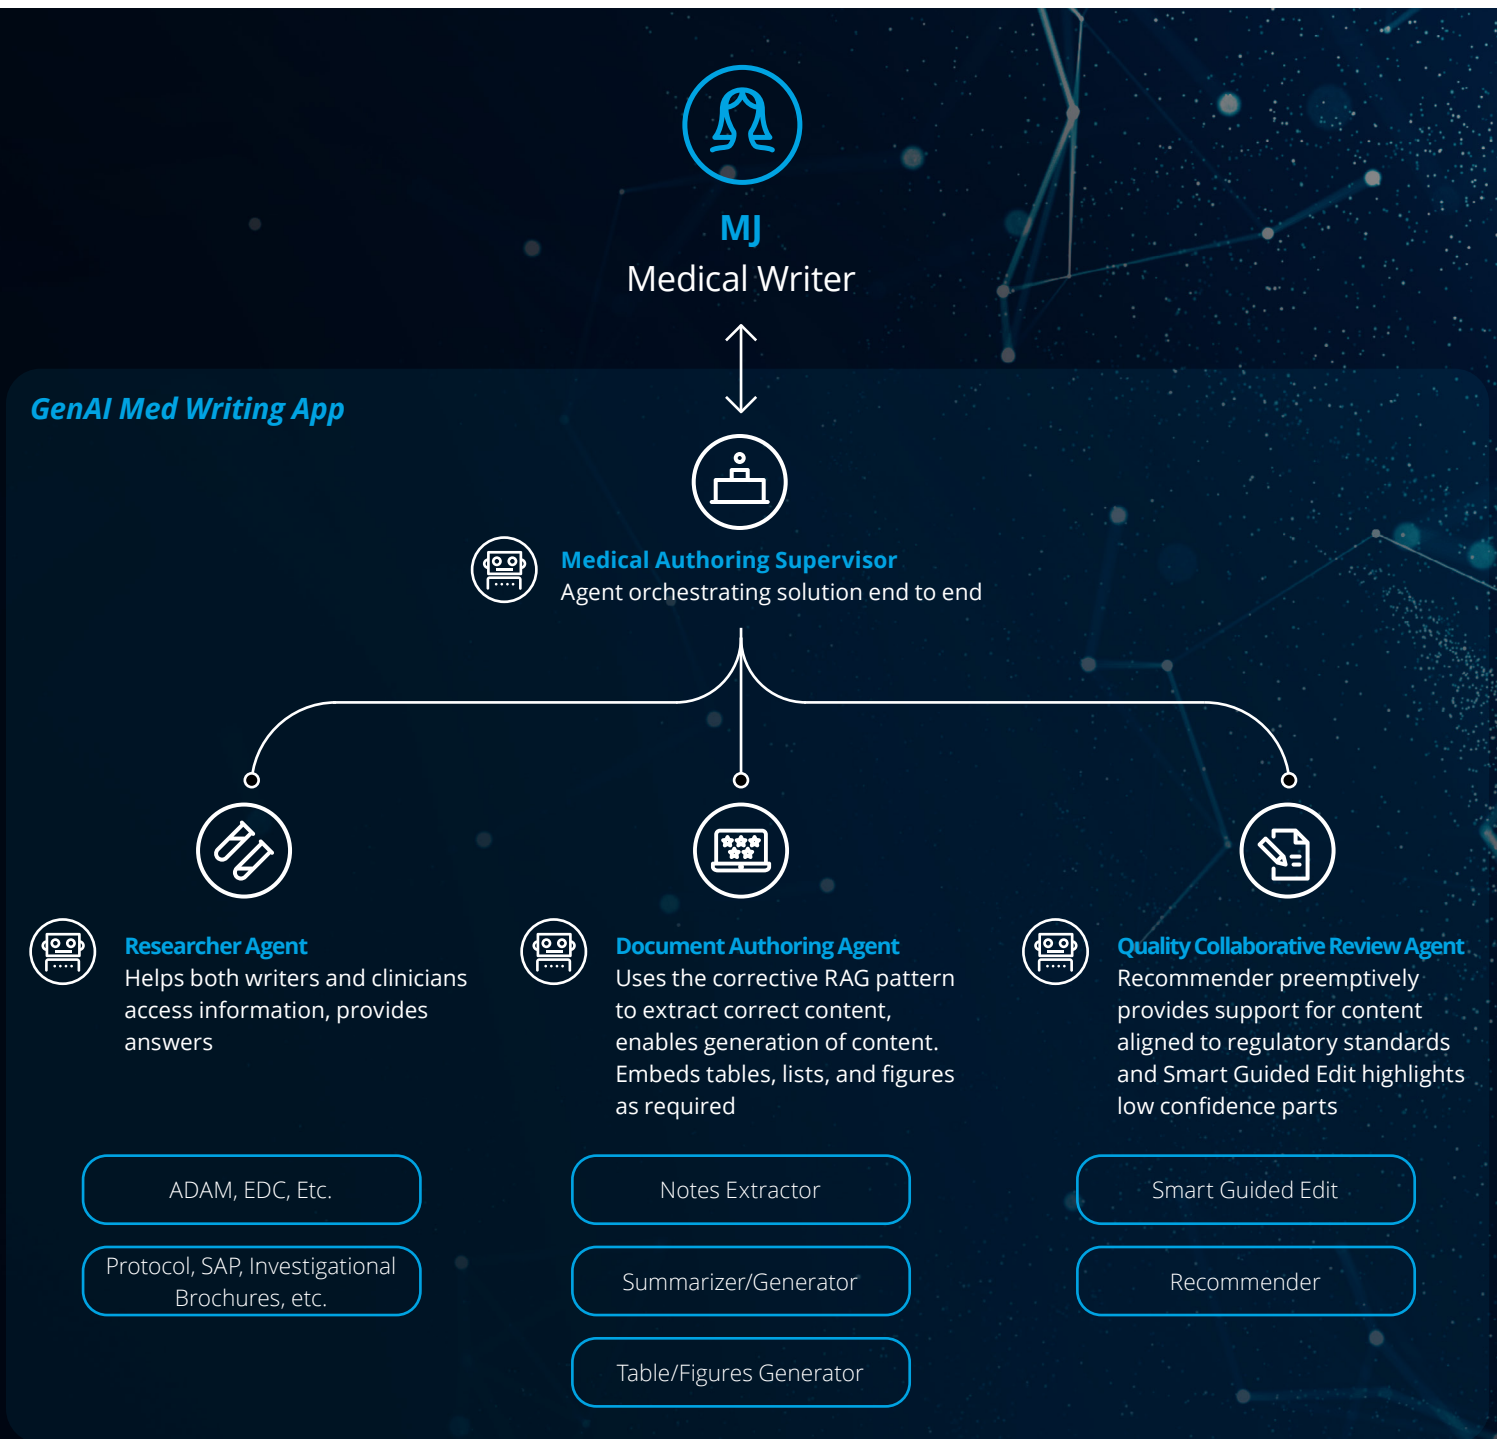 MJ
Medical Writer
GenAI Med Writing App
Medical Authoring Supervisor
Agent orchestrating solution end to end
Researcher Agent
Helps both writers and clinicians
access information, provides
answers
ADAM, EDC, Etc.
Protocol, SAP, Investigational
Brochures, etc.
Document Authoring Agent
Uses the corrective RAG pattern
to extract correct content,
enables generation of content.
Embeds tables, lists, and figures
as required
Notes Extractor
Summarizer/Generator
Table/Figures Generator
Quality Collaborative Review Agent
Recommender preemptively
provides support for content
aligned to regulatory standards
and Smart Guided Edit highlights
low confidence parts
Smart Guided Edit
Recommender